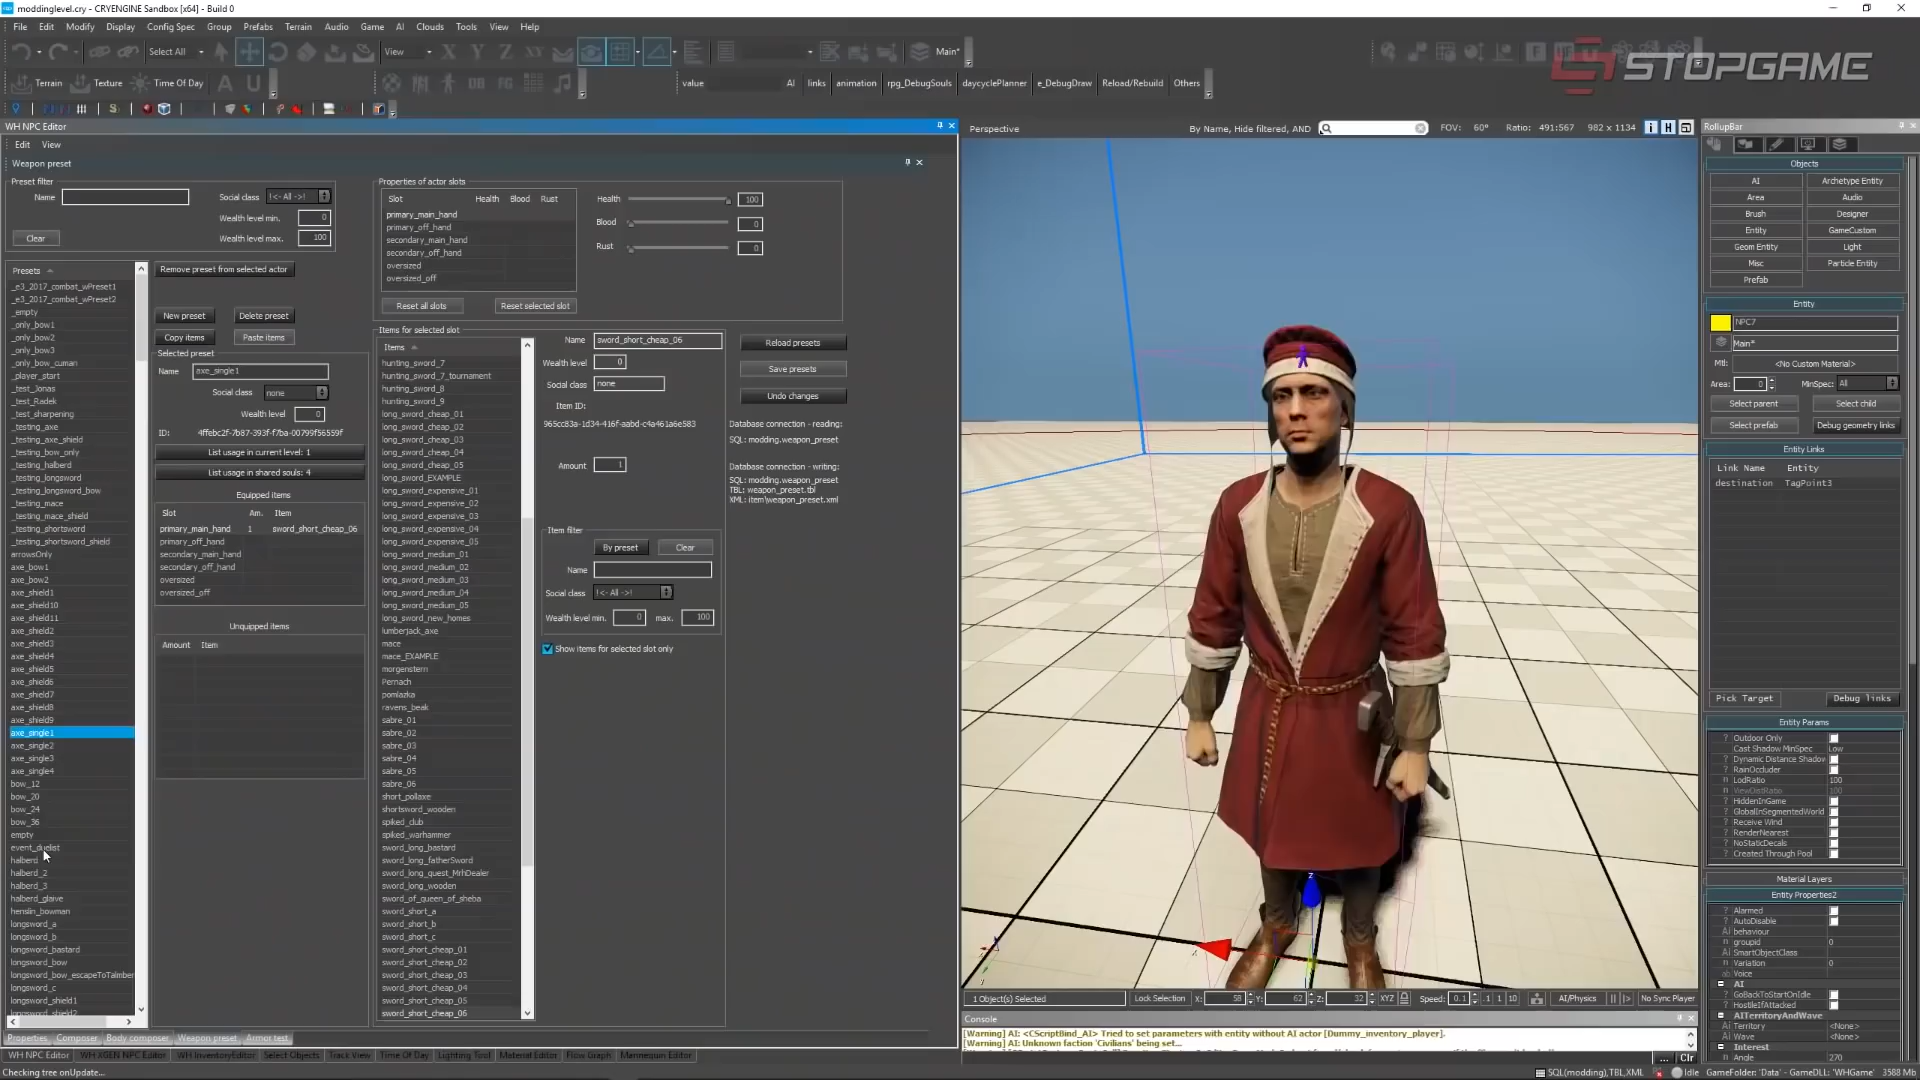 moddinglevel.cry - CRYENGINE Sandbox [x64] - Build 0
File Edit Modify Display Config Spec Group Prefabs Terrain Audio Game AI Clouds Tools View Help
Select All View X Y Z XY Main*
STOPGAME
Terrain Texture Time Of Day value AI links animation rpg_DebugSouls daycyclePlanner e_DebugDraw Reload/Rebuild Others
WH NPC Editor
Edit View
Weapon preset
Preset filter
Name
Social class !<- All ->!
Wealth level min. 0
Wealth level max. 100
Clear
Presets
_e3_2017_combat_wPreset1
_e3_2017_combat_wPreset2
_empty
_only_bow1
_only_bow2
_only_bow3
_only_bow_cuman
_player_start
_test_Jonas
_test_Radek
_test_sharpening
_testing_axe
_testing_axe_shield
_testing_bow_only
_testing_halberd
_testing_longsword
_testing_longsword_bow
_testing_mace
_testing_mace_shield
_testing_shortsword
_testing_shortsword_shield
arrowsOnly
axe_bow1
axe_bow2
axe_shield1
axe_shield10
axe_shield11
axe_shield2
axe_shield3
axe_shield4
axe_shield5
axe_shield6
axe_shield7
axe_shield8
axe_shield9
axe_single1
axe_single2
axe_single3
axe_single4
bow_12
bow_20
bow_24
bow_36
empty
event_duelist
halberd
halberd_2
halberd_3
halberd_glaive
henslin_bowman
longsword_a
longsword_b
longsword_bastard
longsword_bow
longsword_bow_escapeToTalmber
longsword_c
longsword_shield1
longsword_shield2
Remove preset from selected actor
New preset Delete preset
Copy items Paste items
Selected preset
Name axe_single1
Social class none
Wealth level 0
ID: 4ffebc2f-7b87-393f-f7ba-00799f56559f
List usage in current level: 1
List usage in shared souls: 4
Equipped items
Slot Am. Item
primary_main_hand 1 sword_short_cheap_06
primary_off_hand
secondary_main_hand
secondary_off_hand
oversized
oversized_off
Unquipped items
Amount Item
Properties of actor slots
Slot Health Blood Rust
primary_main_hand
primary_off_hand
secondary_main_hand
secondary_off_hand
oversized
oversized_off
Health 100
Blood 0
Rust 0
Reset all slots Reset selected slot
Items for selected slot
Items
hunting_sword_7
hunting_sword_7_tournament
hunting_sword_8
hunting_sword_9
long_sword_cheap_01
long_sword_cheap_02
long_sword_cheap_03
long_sword_cheap_04
long_sword_cheap_05
long_sword_EXAMPLE
long_sword_expensive_01
long_sword_expensive_02
long_sword_expensive_03
long_sword_expensive_04
long_sword_expensive_05
long_sword_medium_01
long_sword_medium_02
long_sword_medium_03
long_sword_medium_04
long_sword_medium_05
long_sword_new_homes
lumberjack_axe
mace
mace_EXAMPLE
morgenstern
Pernach
pomlazka
ravens_beak
sabre_01
sabre_02
sabre_03
sabre_04
sabre_05
sabre_06
short_pollaxe
shortsword_wooden
spiked_club
spiked_warhammer
sword_long_bastard
sword_long_fatherSword
sword_long_quest_MrhDealer
sword_long_wooden
sword_of_queen_of_sheba
sword_short_a
sword_short_b
sword_short_c
sword_short_cheap_01
sword_short_cheap_02
sword_short_cheap_03
sword_short_cheap_04
sword_short_cheap_05
sword_short_cheap_06
Name sword_short_cheap_06
Wealth level 0
Social class none
Item ID:
965cc83a-1d34-416f-aabd-c4a461a6e583
Amount 1
Item filter
By preset Clear
Name
Social class !<- All ->!
Wealth level min. 0 max. 100
Show items for selected slot only
Reload presets
Save presets
Undo changes
Database connection - reading:
SQL: modding.weapon_preset
Database connection - writing:
SQL: modding.weapon_preset
TBL: weapon_preset.tbl
XML: item\weapon_preset.xml
Properties Composer Body composer Weapon preset Armor test
WH NPC Editor WH XGEN NPC Editor WH InventoryEditor Select Objects Track View Time Of Day Lighting Tool Material Editor Flow Graph Mannequin Editor
Checking tree onUpdate...
Perspective By Name, Hide filtered, AND FOV: 60° Ratio: 491:567 982 x 1134
1 Object(s) Selected Lock Selection X: 58 Y: 62 Z: 32 XYZ Speed: 0.1 .1 1 10 AI/Physics No Sync Player
Console
[Warning] AI: <CScriptBind_AI> Tried to set parameters with entity without AI actor [Dummy_inventory_player].
[Warning] AI: Unknown faction 'Civilians' being set...
... Clr
SQL(modding),TBL,XML Idle GameFolder: 'Data' - GameDLL: 'WHGame' 3588 Mb
RollupBar
Objects
AI Archetype Entity
Area Audio
Brush Designer
Entity GameCustom
Geom Entity Light
Misc Particle Entity
Prefab
Entity
NPC7
Main*
Mtl: <No Custom Material>
Area: 0 MinSpec: All
Select parent Select child
Select prefab Debug geometry links
Entity Links
Link Name Entity
destination TagPoint3
Pick Target Debug links
Entity Params
Outdoor Only
Cast Shadow MinSpec Low
Dynamic Distance Shadow
RainOccluder
LodRatio 100
ViewDistRatio 100
HiddenInGame
GlobalInSegmentedWorld
Receive Wind
RenderNearest
NoStaticDecals
Created Through Pool
Material Layers
Entity Properties2
Alarmed
AutoDisable
behaviour
groupid 0
SmartObjectClass
Variation 0
Voice
AI
GoBackToStartOnIdle
HostileIfAttacked
AITerritoryAndWave
Territory <None>
Wave <None>
Interest
Angle 270